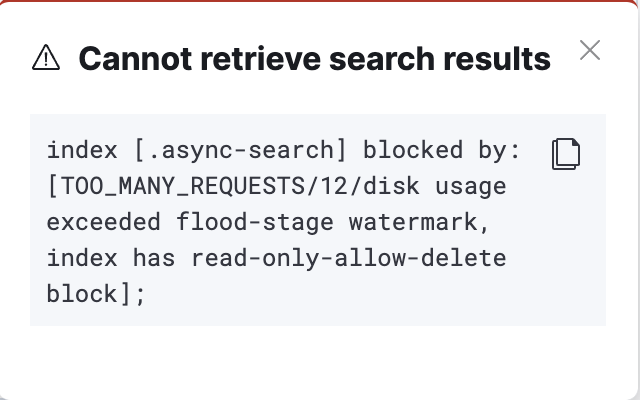 Cannot retrieve search results
index [.async-search] blocked by:
[TOO_MANY_REQUESTS/12/disk usage
exceeded flood-stage watermark,
index has read-only-allow-delete
block];